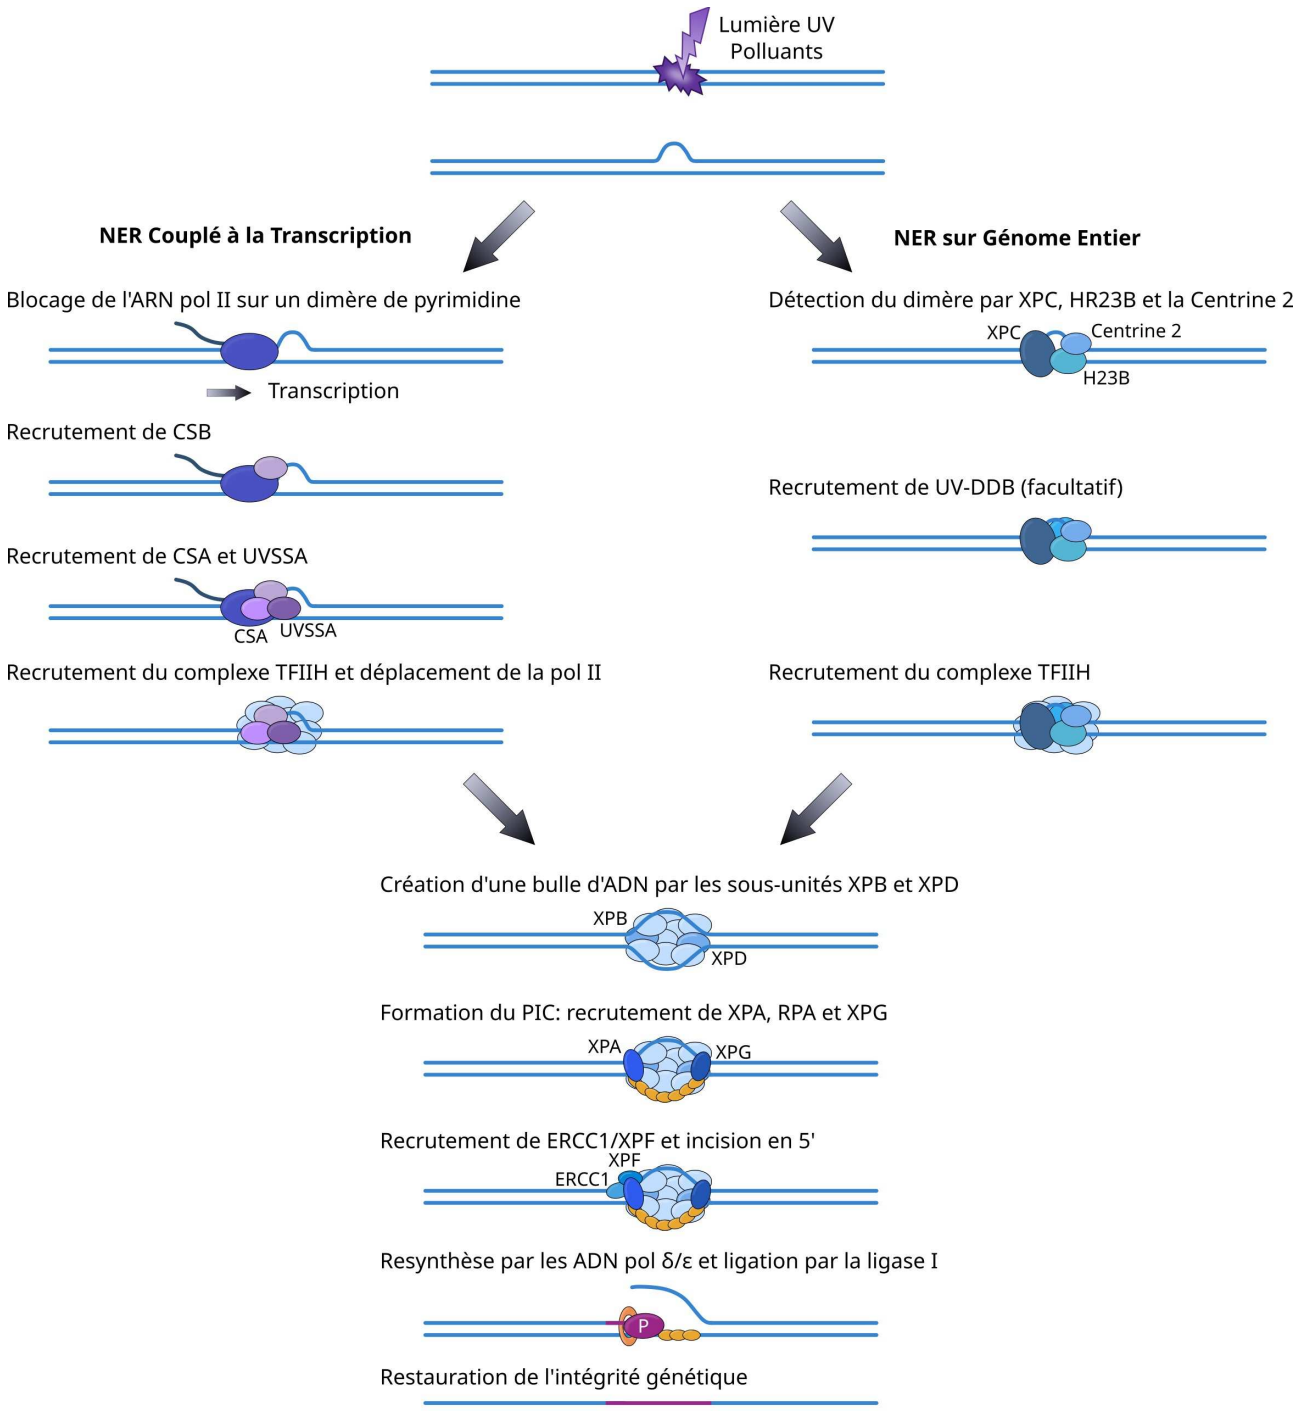 Lumière UV
Polluants
NER Couplé à la Transcription
NER sur Génome Entier
Blocage de l'ARN pol II sur un dimère de pyrimidine
Transcription
Recrutement de CSB
Recrutement de CSA et UVSSA
CSA
UVSSA
Recrutement du complexe TFIIH et déplacement de la pol II
Détection du dimère par XPC, HR23B et la Centrine 2
XPC
Centrine 2
H23B
Recrutement de UV-DDB (facultatif)
Recrutement du complexe TFIIH
Création d'une bulle d'ADN par les sous-unités XPB et XPD
XPB
XPD
Formation du PIC: recrutement de XPA, RPA et XPG
XPA
XPG
Recrutement de ERCC1/XPF et incision en 5'
XPF
ERCC1
Resynthèse par les ADN pol δ/ε et ligation par la ligase I
P
Restauration de l'intégrité génétique